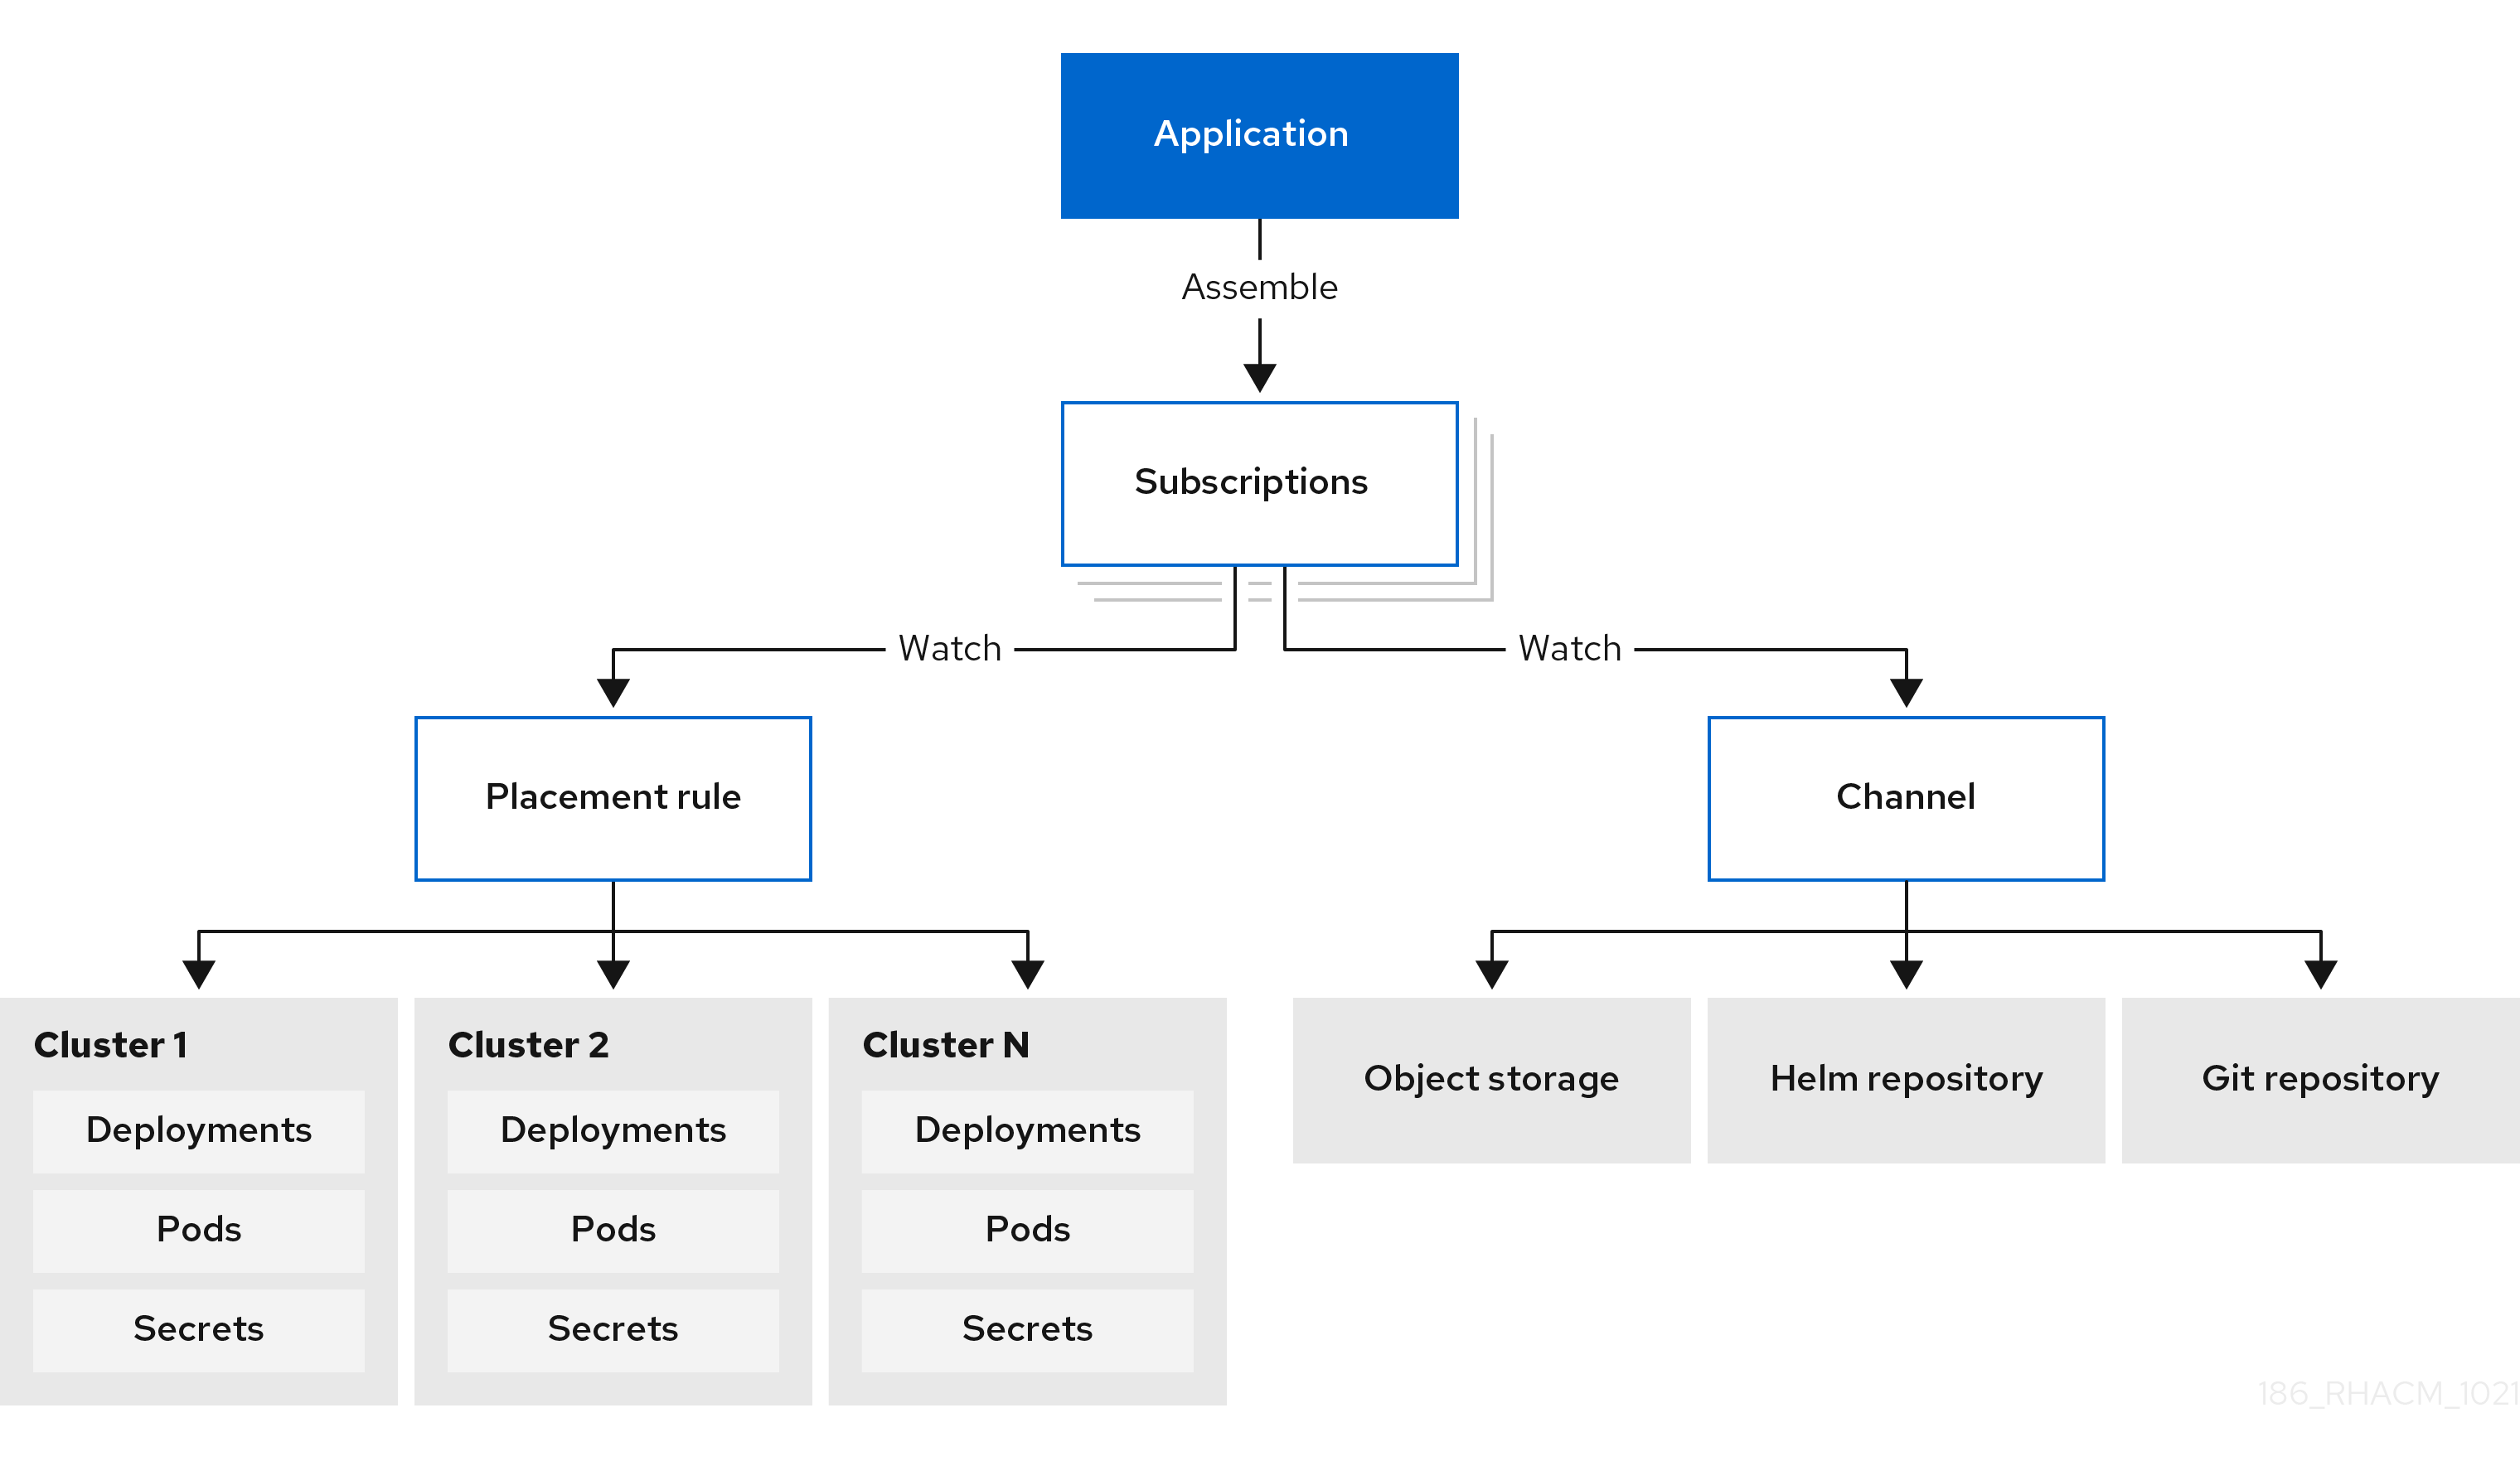 Application
Assemble
Subscriptions
Watch
Watch
Placement rule
Channel
Cluster 1
Deployments
Pods
Secrets
Cluster 2
Deployments
Pods
Secrets
Cluster N
Deployments
Pods
Secrets
Object storage
Helm repository
Git repository
186_RHACM_1021